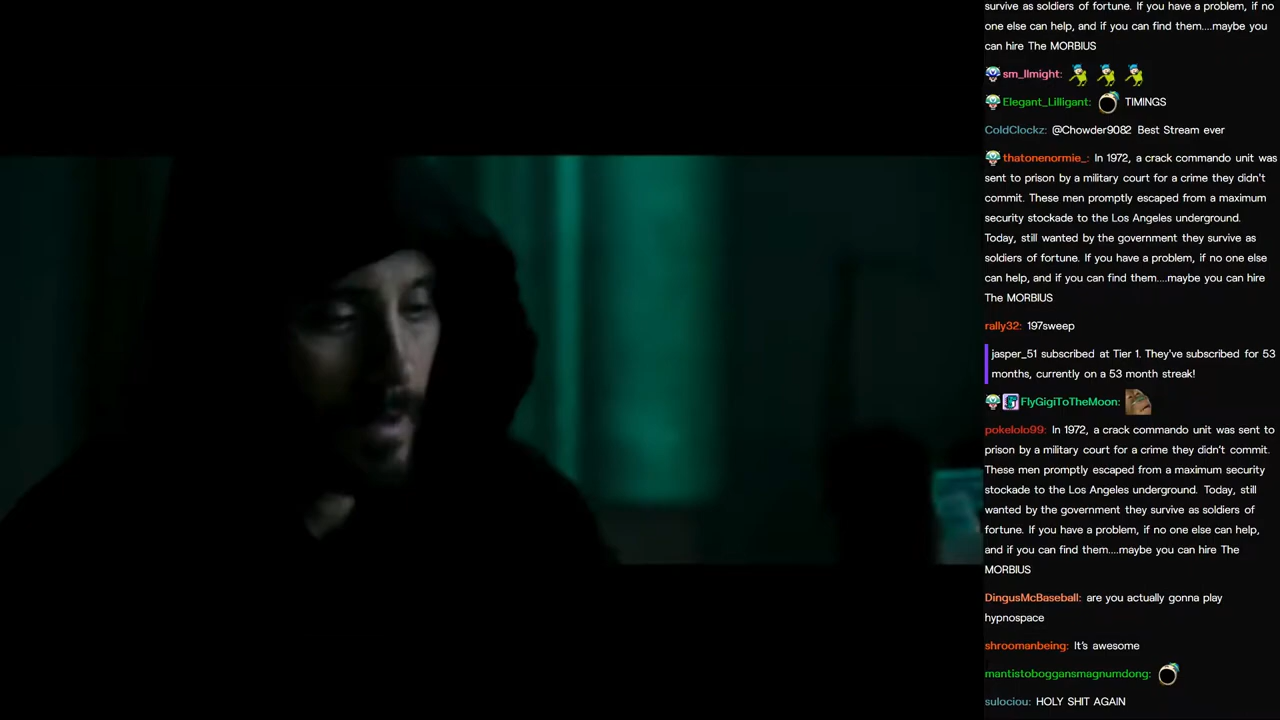 survive as soldiers of fortune. If you have a problem, if no
one else can help, and if you can find them....maybe you
can hire The MORBIUS
sm_llmight:
Elegant_Lilligant: TIMINGS
ColdClockz: @Chowder9082 Best Stream ever
thatonenormie_: In 1972, a crack commando unit was
sent to prison by a military court for a crime they didn't
commit. These men promptly escaped from a maximum
security stockade to the Los Angeles underground.
Today, still wanted by the government they survive as
soldiers of fortune. If you have a problem, if no one else
can help, and if you can find them....maybe you can hire
The MORBIUS
rally32: 197sweep
jasper_51 subscribed at Tier 1. They've subscribed for 53
months, currently on a 53 month streak!
FlyGigiToTheMoon:
pokelolo99: In 1972, a crack commando unit was sent to
prison by a military court for a crime they didn't commit.
These men promptly escaped from a maximum security
stockade to the Los Angeles underground. Today, still
wanted by the government they survive as soldiers of
fortune. If you have a problem, if no one else can help,
and if you can find them....maybe you can hire The
MORBIUS
DingusMcBaseball: are you actually gonna play
hypnospace
shroomanbeing: It's awesome
mantistoboggansmagnumdong:
sulociou: HOLY SHIT AGAIN